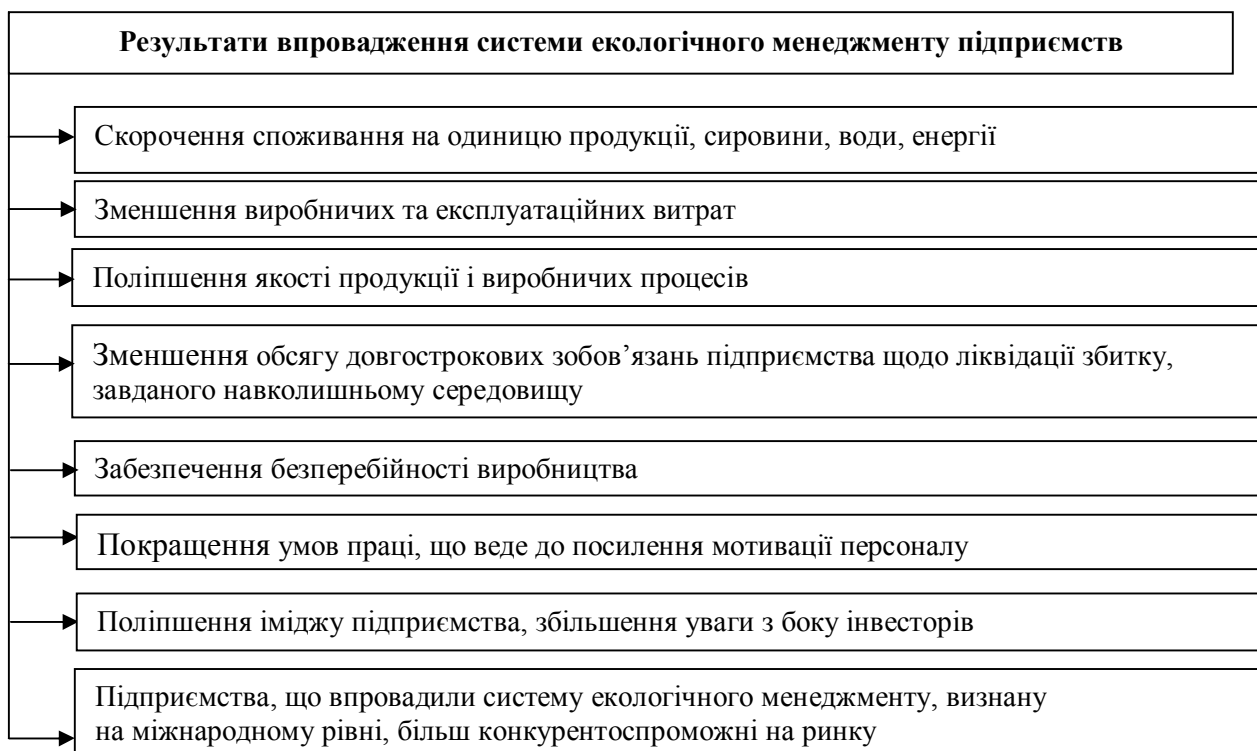 Результати впровадження системи екологічного менеджменту підприємств
Скорочення споживання на одиницю продукції, сировини, води, енергії
Зменшення виробничих та експлуатаційних витрат
Поліпшення якості продукції і виробничих процесів
Зменшення обсягу довгострокових зобов’язань підприємства щодо ліквідації збитку,
завданого навколишньому середовищу
Забезпечення безперебійності виробництва
Покращення умов праці, що веде до посилення мотивації персоналу
Поліпшення іміджу підприємства, збільшення уваги з боку інвесторів
Підприємства, що впровадили систему екологічного менеджменту, визнану
на міжнародному рівні, більш конкурентоспроможні на ринку